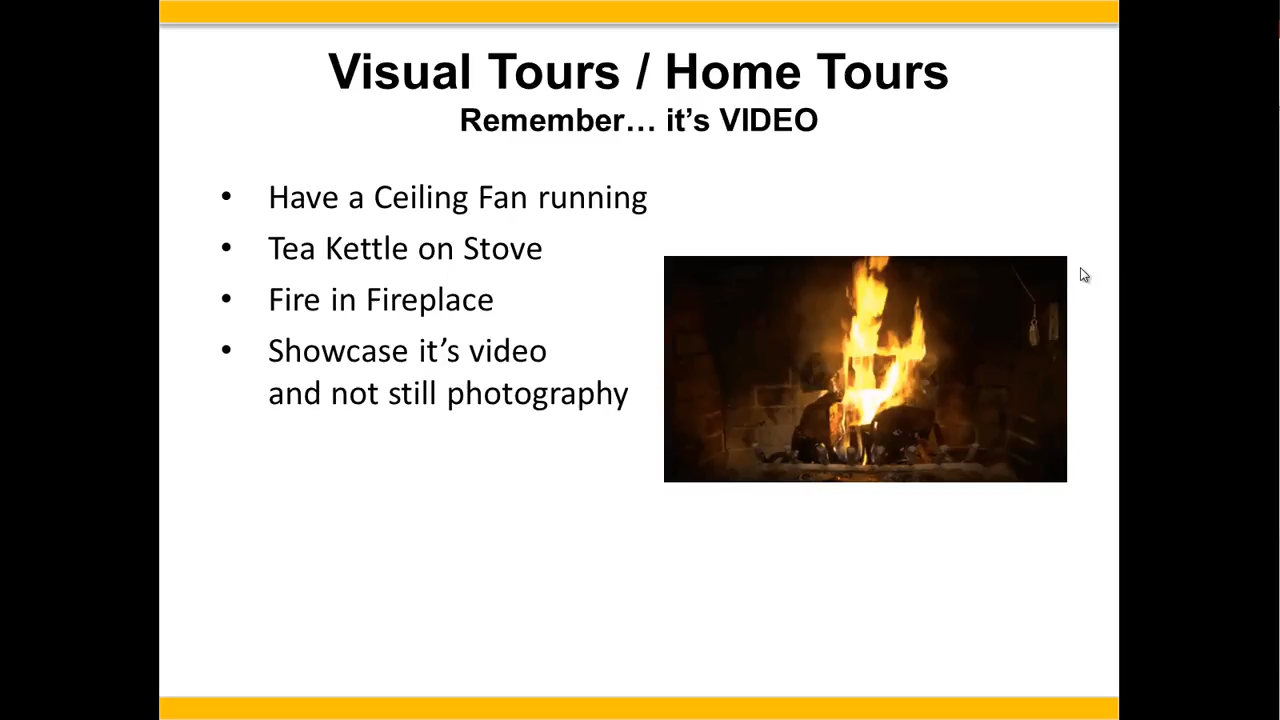 Visual Tours / Home Tours
Remember… it’s VIDEO
• Have a Ceiling Fan running
• Tea Kettle on Stove
• Fire in Fireplace
• Showcase it’s video
and not still photography